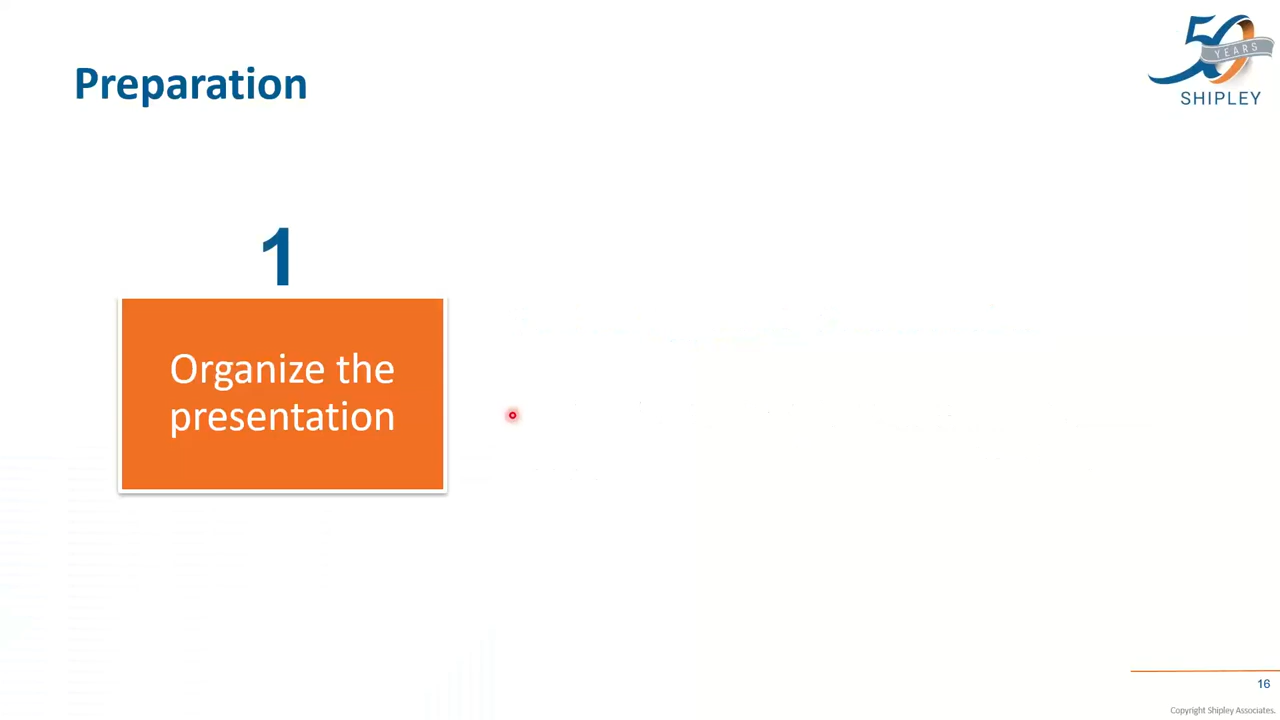 Preparation
50
YEARS
SHIPLEY
1
Organize the
presentation
16
Copyright Shipley Associates.